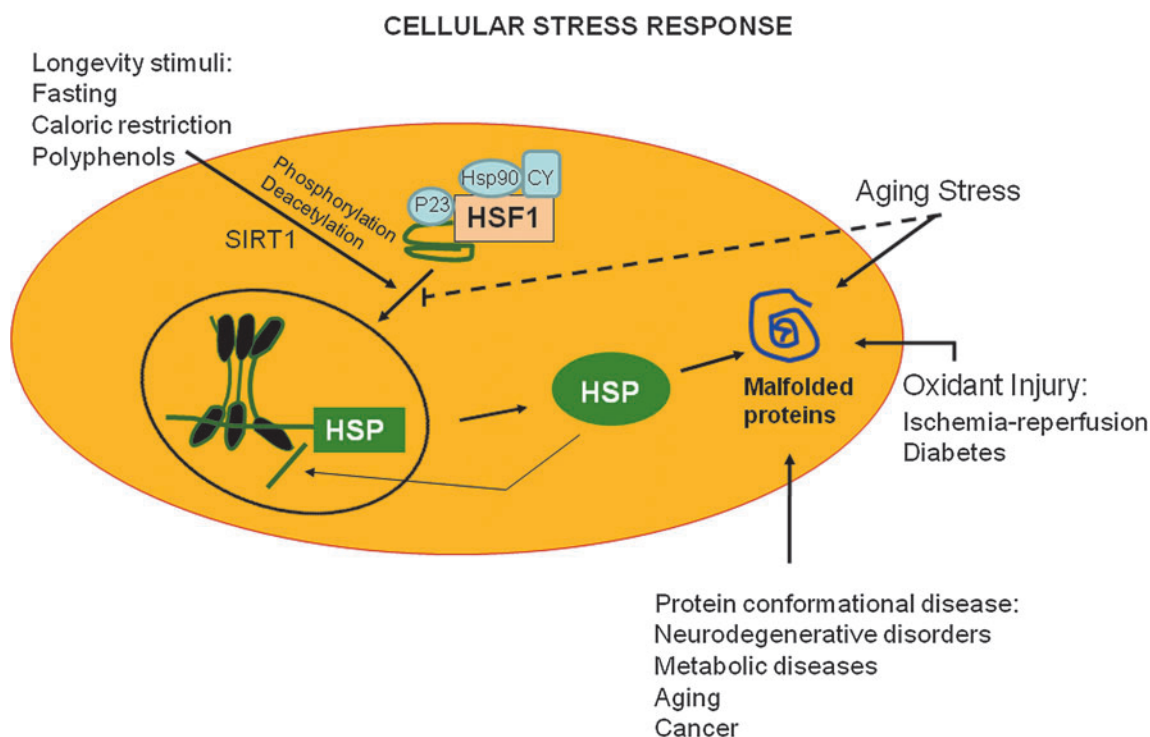 CELLULAR STRESS RESPONSE
Longevity stimuli:
Fasting
Caloric restriction
Polyphenols
Phosphorylation
Deacetylation
SIRT1
P23
Hsp90
CY
HSF1
Aging Stress
HSP
HSP
Malfolded
proteins
Oxidant Injury:
Ischemia-reperfusion
Diabetes
Protein conformational disease:
Neurodegenerative disorders
Metabolic diseases
Aging
Cancer